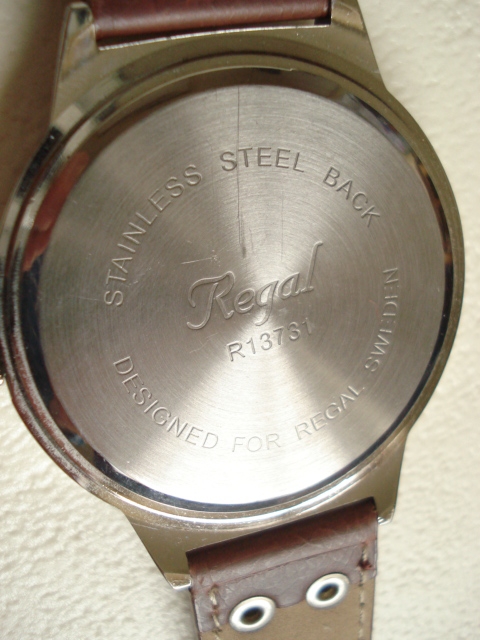 STAINLESS STEEL BACK
Regal
R13731
DESIGNED FOR REGAL SWEDEN